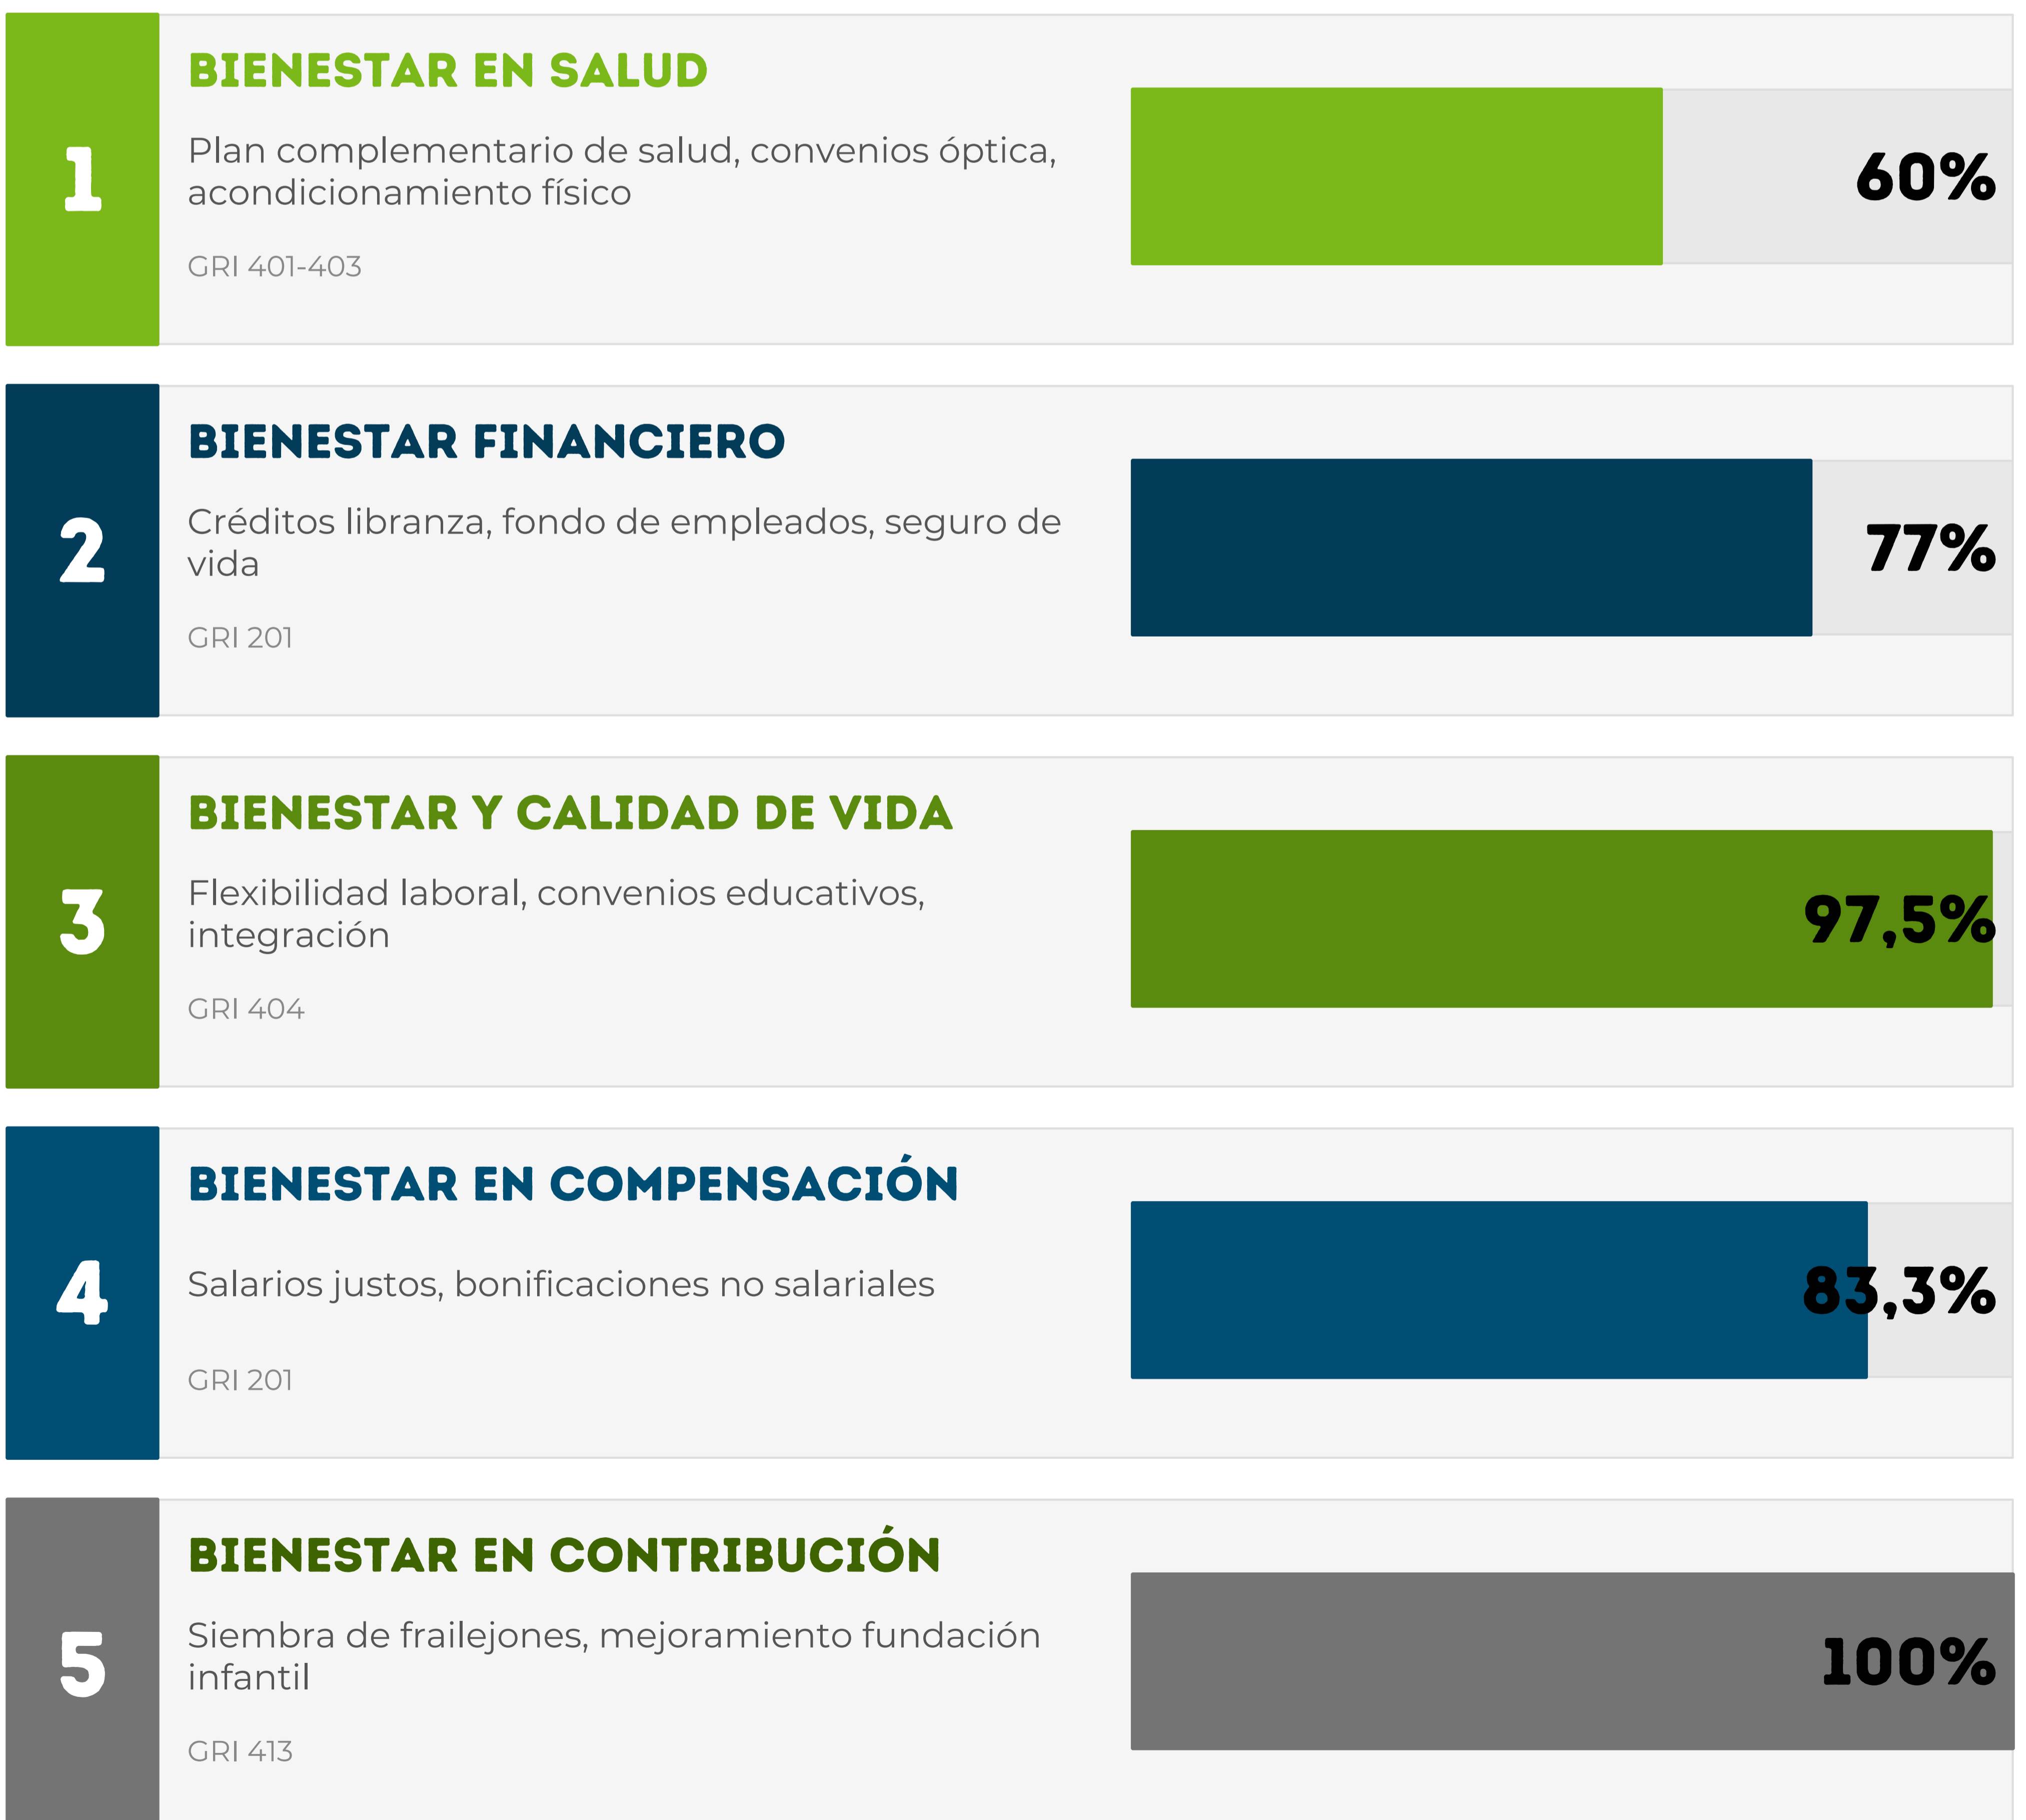 1
BIENESTAR EN SALUD
Plan complementario de salud, convenios óptica,
acondicionamiento físico
GRI 401-403
60%
2
BIENESTAR FINANCIERO
Créditos libranza, fondo de empleados, seguro de
vida
GRI 201
77%
3
BIENESTAR Y CALIDAD DE VIDA
Flexibilidad laboral, convenios educativos,
integración
GRI 404
97,5%
4
BIENESTAR EN COMPENSACIÓN
Salarios justos, bonificaciones no salariales
GRI 201
83,3%
5
BIENESTAR EN CONTRIBUCIÓN
Siembra de frailejones, mejoramiento fundación
infantil
GRI 413
100%